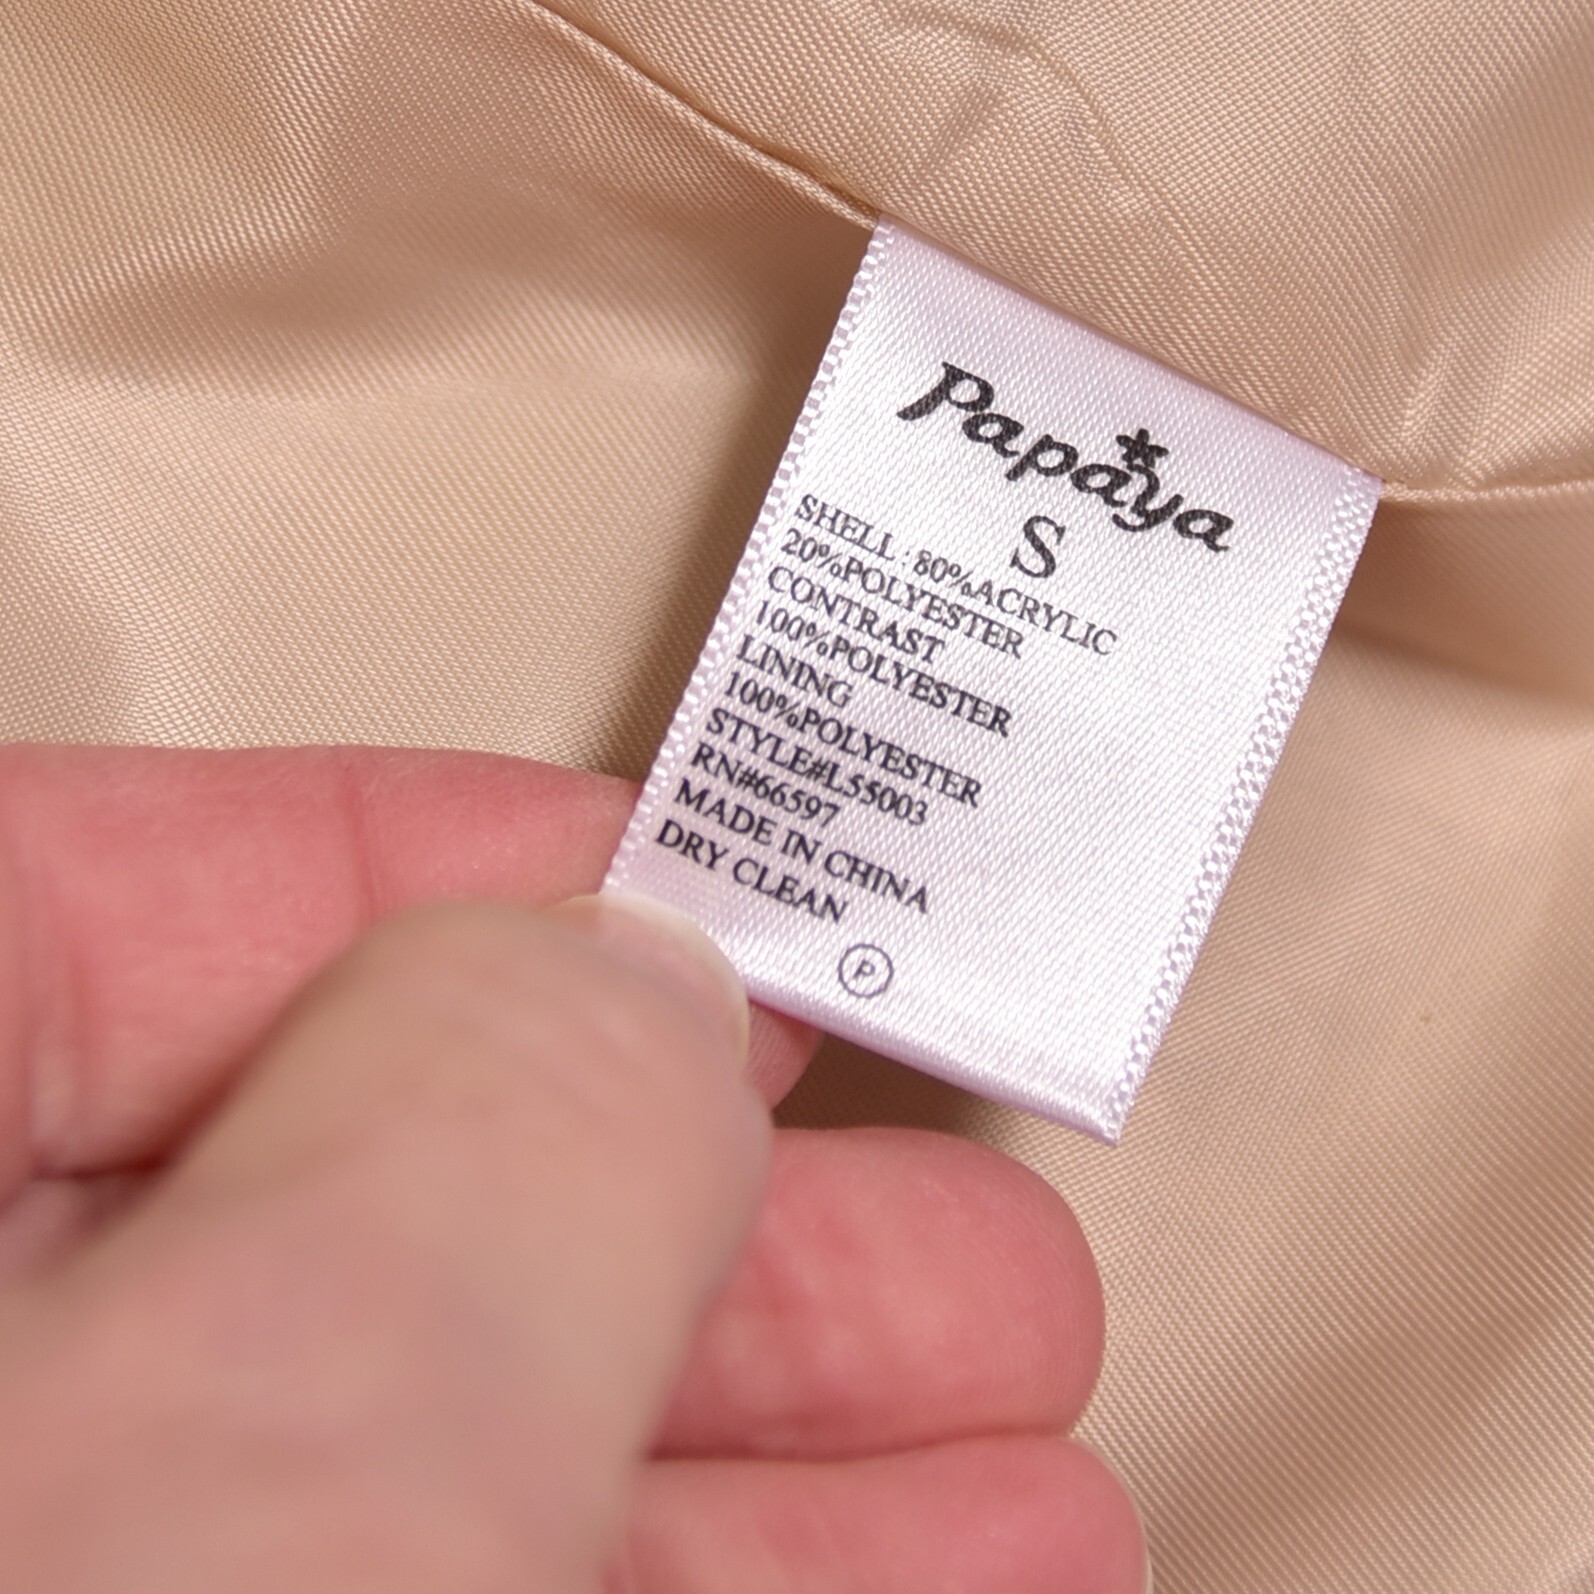 Papaya
S
SHELL : 80%ACRYLIC
20%POLYESTER
CONTRAST
100%POLYESTER
LINING
100%POLYESTER
STYLE#L55003
RN#66597
MADE IN CHINA
DRY CLEAN
P